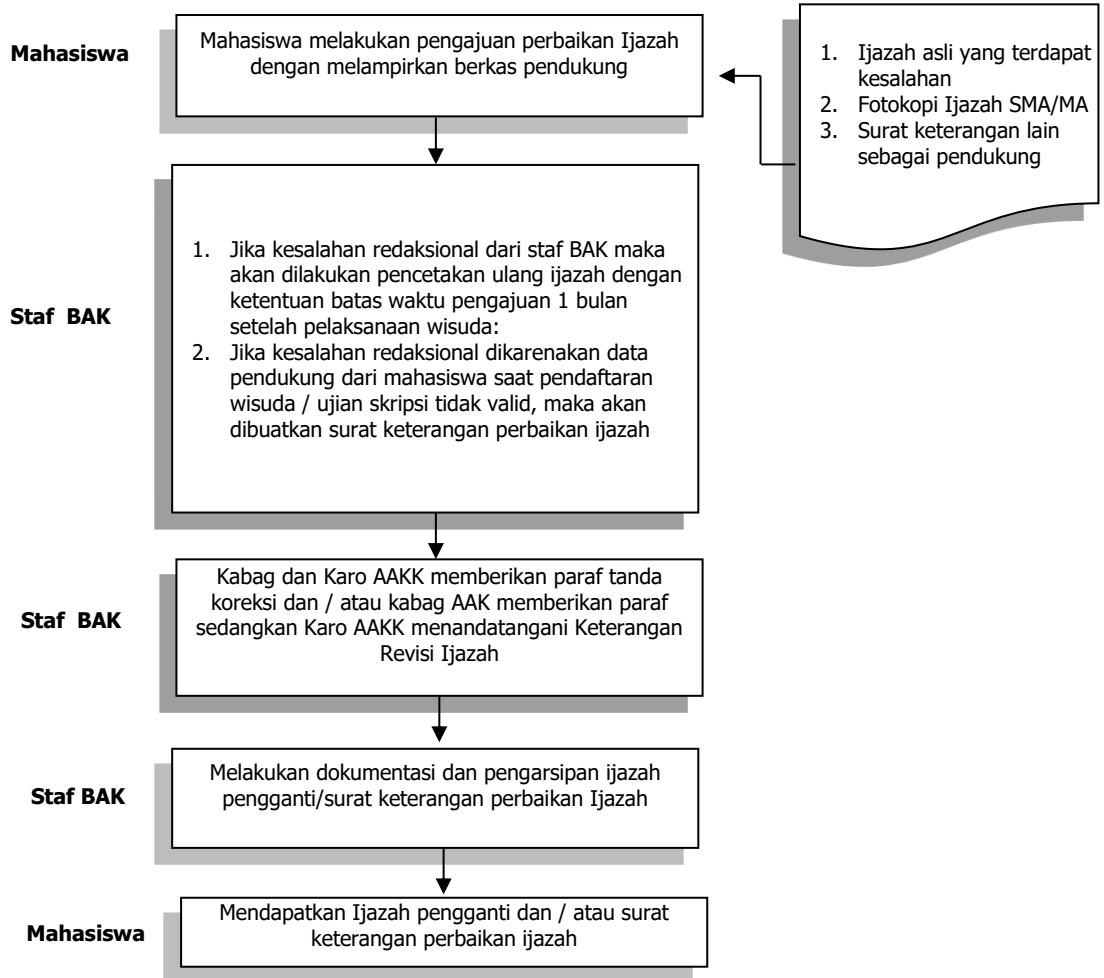 Mahasiswa
Mahasiswa melakukan pengajuan perbaikan Ijazah
dengan melampirkan berkas pendukung
1. Ijazah asli yang terdapat
kesalahan
2. Fotokopi Ijazah SMA/MA
3. Surat keterangan lain
sebagai pendukung
Staf BAK
1. Jika kesalahan redaksional dari staf BAK maka
akan dilakukan pencetakan ulang ijazah dengan
ketentuan batas waktu pengajuan 1 bulan
setelah pelaksanaan wisuda:
2. Jika kesalahan redaksional dikarenakan data
pendukung dari mahasiswa saat pendaftaran
wisuda / ujian skripsi tidak valid, maka akan
dibuatkan surat keterangan perbaikan ijazah
Staf BAK
Kabag dan Karo AAKK memberikan paraf tanda
koreksi dan / atau kabag AAK memberikan paraf
sedangkan Karo AAKK menandatangani Keterangan
Revisi Ijazah
Staf BAK
Melakukan dokumentasi dan pengarsipan ijazah
pengganti/surat keterangan perbaikan Ijazah
Mahasiswa
Mendapatkan Ijazah pengganti dan / atau surat
keterangan perbaikan ijazah